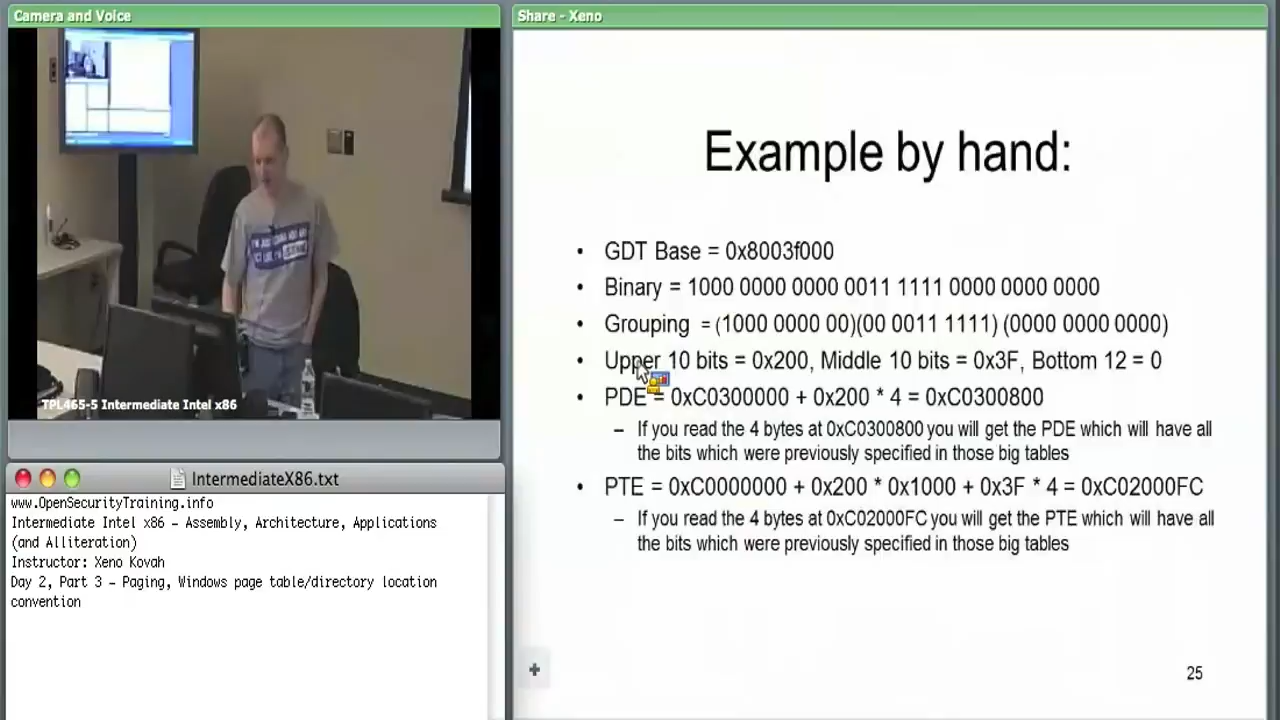 Camera and Voice
TPL465-5 Intermediate Intel x86
IntermediateX86.txt
www.OpenSecurityTraining.info
Intermediate Intel x86 – Assembly, Architecture, Applications
(and Alliteration)
Instructor: Xeno Kovah
Day 2, Part 3 – Paging, Windows page table/directory location
convention
Share - Xeno
Example by hand:
• GDT Base = 0x8003f000
• Binary = 1000 0000 0000 0011 1111 0000 0000 0000
• Grouping = (1000 0000 00)(00 0011 1111) (0000 0000 0000)
• Upper 10 bits = 0x200, Middle 10 bits = 0x3F, Bottom 12 = 0
• PDE = 0xC0300000 + 0x200 * 4 = 0xC0300800
– If you read the 4 bytes at 0xC0300800 you will get the PDE which will have all
the bits which were previously specified in those big tables
• PTE = 0xC0000000 + 0x200 * 0x1000 + 0x3F * 4 = 0xC02000FC
– If you read the 4 bytes at 0xC02000FC you will get the PTE which will have all
the bits which were previously specified in those big tables
25